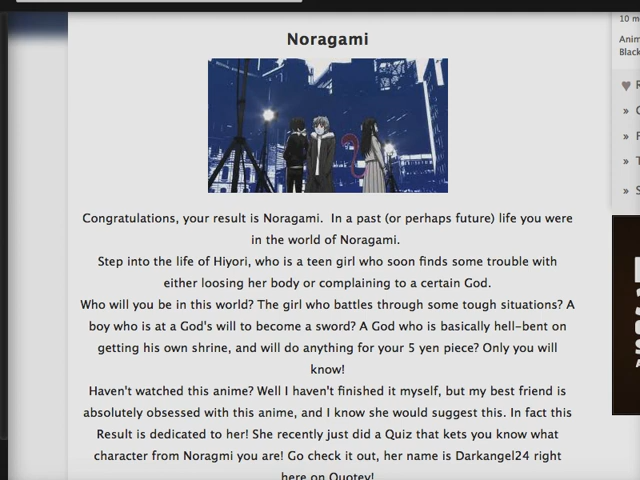 Noragami
10 m
Anim
Black
Congratulations, your result is Noragami. In a past (or perhaps future) life you were
in the world of Noragami.
Step into the life of Hiyori, who is a teen girl who soon finds some trouble with
either loosing her body or complaining to a certain God.
Who will you be in this world? The girl who battles through some tough situations? A
boy who is at a God's will to become a sword? A God who is basically hell-bent on
getting his own shrine, and will do anything for your 5 yen piece? Only you will
know!
Haven't watched this anime? Well I haven't finished it myself, but my best friend is
absolutely obsessed with this anime, and I know she would suggest this. In fact this
Result is dedicated to her! She recently just did a Quiz that kets you know what
character from Noragmi you are! Go check it out, her name is Darkangel24 right
here on Quotev!